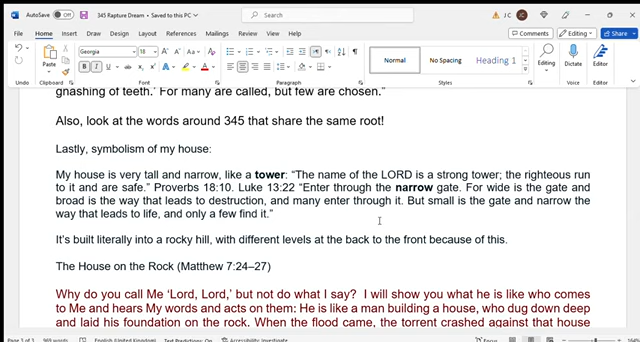 AutoSave Off 345 Rapture Dream • Saved to this PC Search J C
File Home Insert Draw Design Layout References Mailings Review View Help Comments Editing Share
Georgia 18
Paste
B I U
Normal No Spacing Heading 1
Editing Dictate Editor
Undo Clipboard Font Paragraph Styles Voice Editor
gnashing of teeth.' For many are called, but few are chosen."
Also, look at the words around 345 that share the same root!
Lastly, symbolism of my house:
My house is very tall and narrow, like a tower: "The name of the LORD is a strong tower; the righteous run
to it and are safe." Proverbs 18:10. Luke 13:22 "Enter through the narrow gate. For wide is the gate and
broad is the way that leads to destruction, and many enter through it. But small is the gate and narrow the
way that leads to life, and only a few find it."
It's built literally into a rocky hill, with different levels at the back to the front because of this.
The House on the Rock (Matthew 7:24–27)
Why do you call Me 'Lord, Lord,' but not do what I say? I will show you what he is like who comes
to Me and hears My words and acts on them: He is like a man building a house, who dug down deep
and laid his foundation on the rock. When the flood came, the torrent crashed against that house
Page 3 of 3 English (United Kingdom) Text Predictions: On Accessibility: Investigate Focus